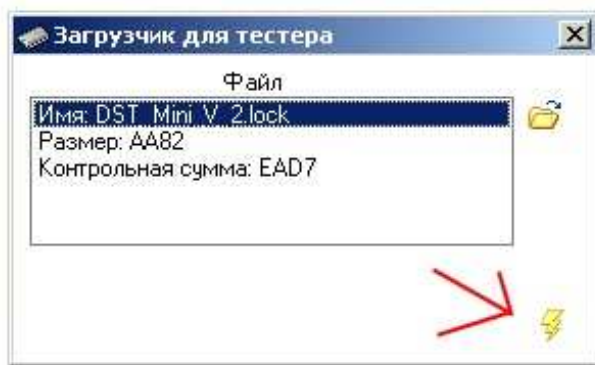 Загрузчик для тестера
Файл
Имя: DST_Mini_V_2.lock
Размер: AA82
Контрольная сумма: EAD7